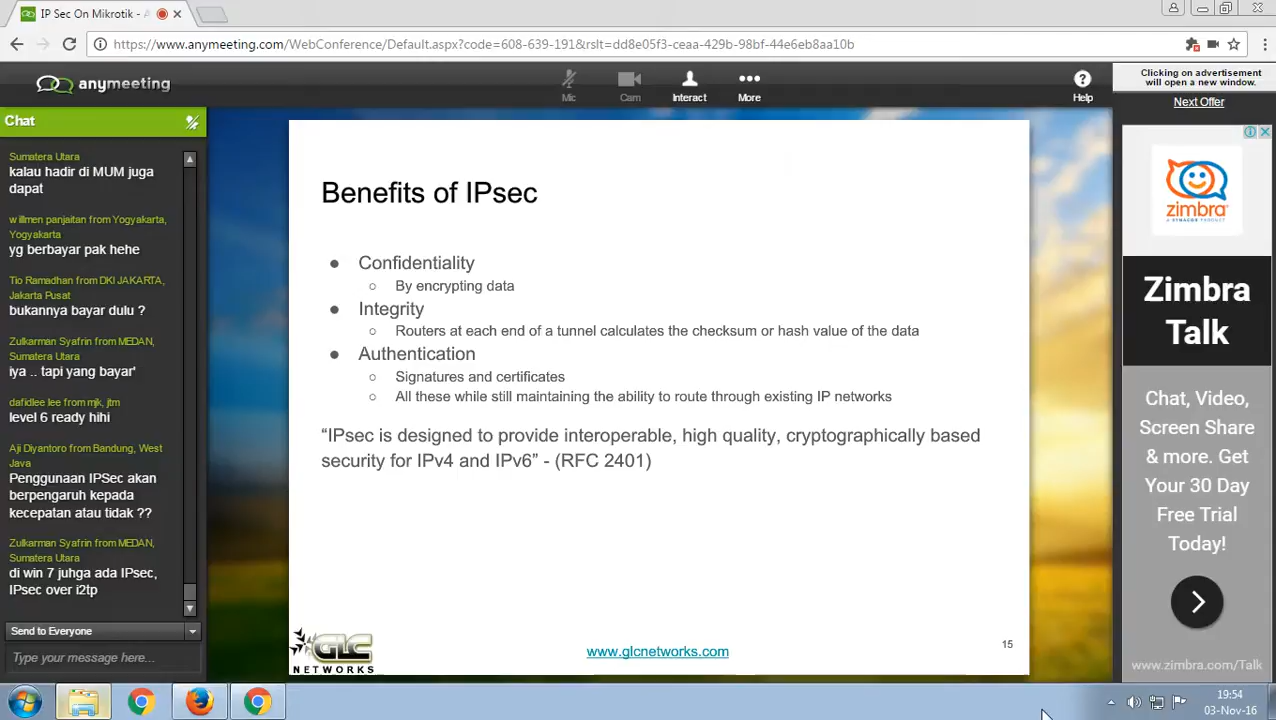 IP Sec On Mikrotik - A
https://www.anymeeting.com/WebConference/Default.aspx?code=608-639-191&rslt=dd8e05f3-ceaa-429b-98bf-44e6eb8aa10b
anymeeting
Mic
Cam
Interact
More
Help
Clicking on advertisement
will open a new window.
Next Offer
Chat
Sumatera Utara
kalau hadir di MUM juga
dapat
willmen panjaitan from Yogyakarta,
Yogyakarta
yg berbayar pak hehe
Tio Ramadhan from DKI JAKARTA,
Jakarta Pusat
bukannya bayar dulu ?
Zulkarman Syafrin from MEDAN,
Sumatera Utara
iya .. tapi yang bayar'
dafidlee lee from mjk, jtm
level 6 ready hihi
Aji Diyantoro from Bandung, West
Java
Penggunaan IPSec akan
berpengaruh kepada
kecepatan atau tidak ??
Zulkarman Syafrin from MEDAN,
Sumatera Utara
di win 7 juhga ada IPsec,
IPsec over i2tp
Send to Everyone
Type your message here...
Benefits of IPsec
● Confidentiality
○ By encrypting data
● Integrity
○ Routers at each end of a tunnel calculates the checksum or hash value of the data
● Authentication
○ Signatures and certificates
○ All these while still maintaining the ability to route through existing IP networks
“IPsec is designed to provide interoperable, high quality, cryptographically based
security for IPv4 and IPv6” - (RFC 2401)
GLC
NETWORKS
www.glcnetworks.com
15
zimbra
A SYNACOR PRODUCT
Zimbra
Talk
Chat, Video,
Screen Share
& more. Get
Your 30 Day
Free Trial
Today!
www.zimbra.com/Talk
19:54
03-Nov-16